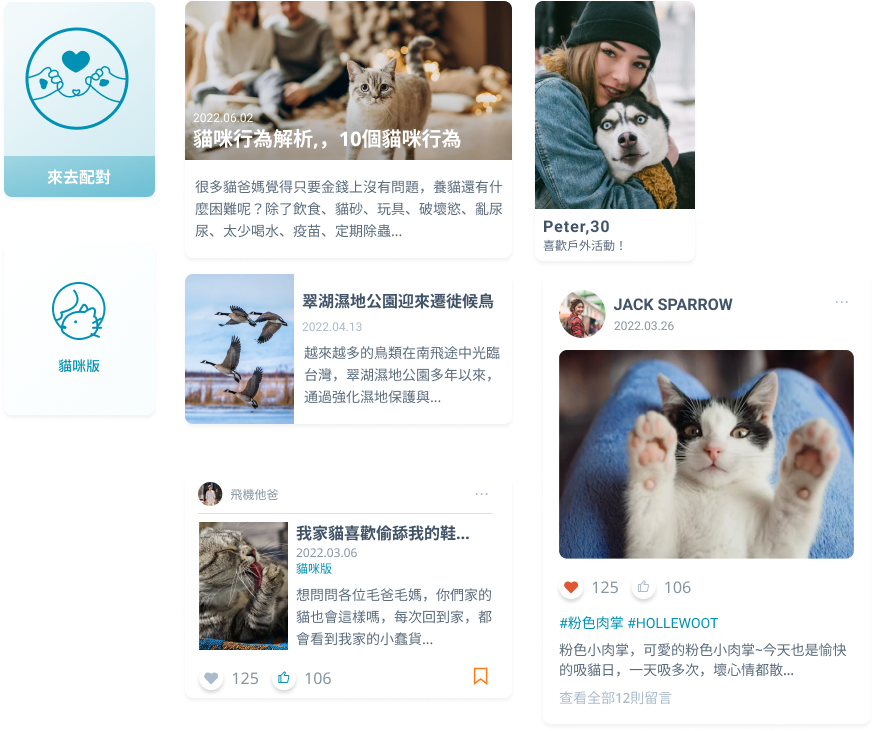 來去配對
貓咪版
2022.06.02
貓咪行為解析,，10個貓咪行為
很多貓爸媽覺得只要金錢上沒有問題，養貓還有什
麼困難呢？除了飲食、貓砂、玩具、破壞慾、亂尿
尿、太少喝水、疫苗、定期除蟲...
翠湖濕地公園迎來遷徙候鳥
2022.04.13
越來越多的鳥類在南飛途中光臨
台灣，翠湖濕地公園多年以來，
通過強化濕地保護與...
飛機他爸
...
我家貓喜歡偷舔我的鞋...
2022.03.06
貓咪版
想問問各位毛爸毛媽，你們家的
貓也會這樣嗎，每次回到家，都
會看到我家的小蠢貨...
125 106
Peter,30
喜歡戶外活動！
JACK SPARROW
...
2022.03.26
125 106
#粉色肉掌 #HOLLEWOOT
粉色小肉掌，可愛的粉色小肉掌~今天也是愉快
的吸貓日，一天吸多次，壞心情都散...
查看全部12則留言